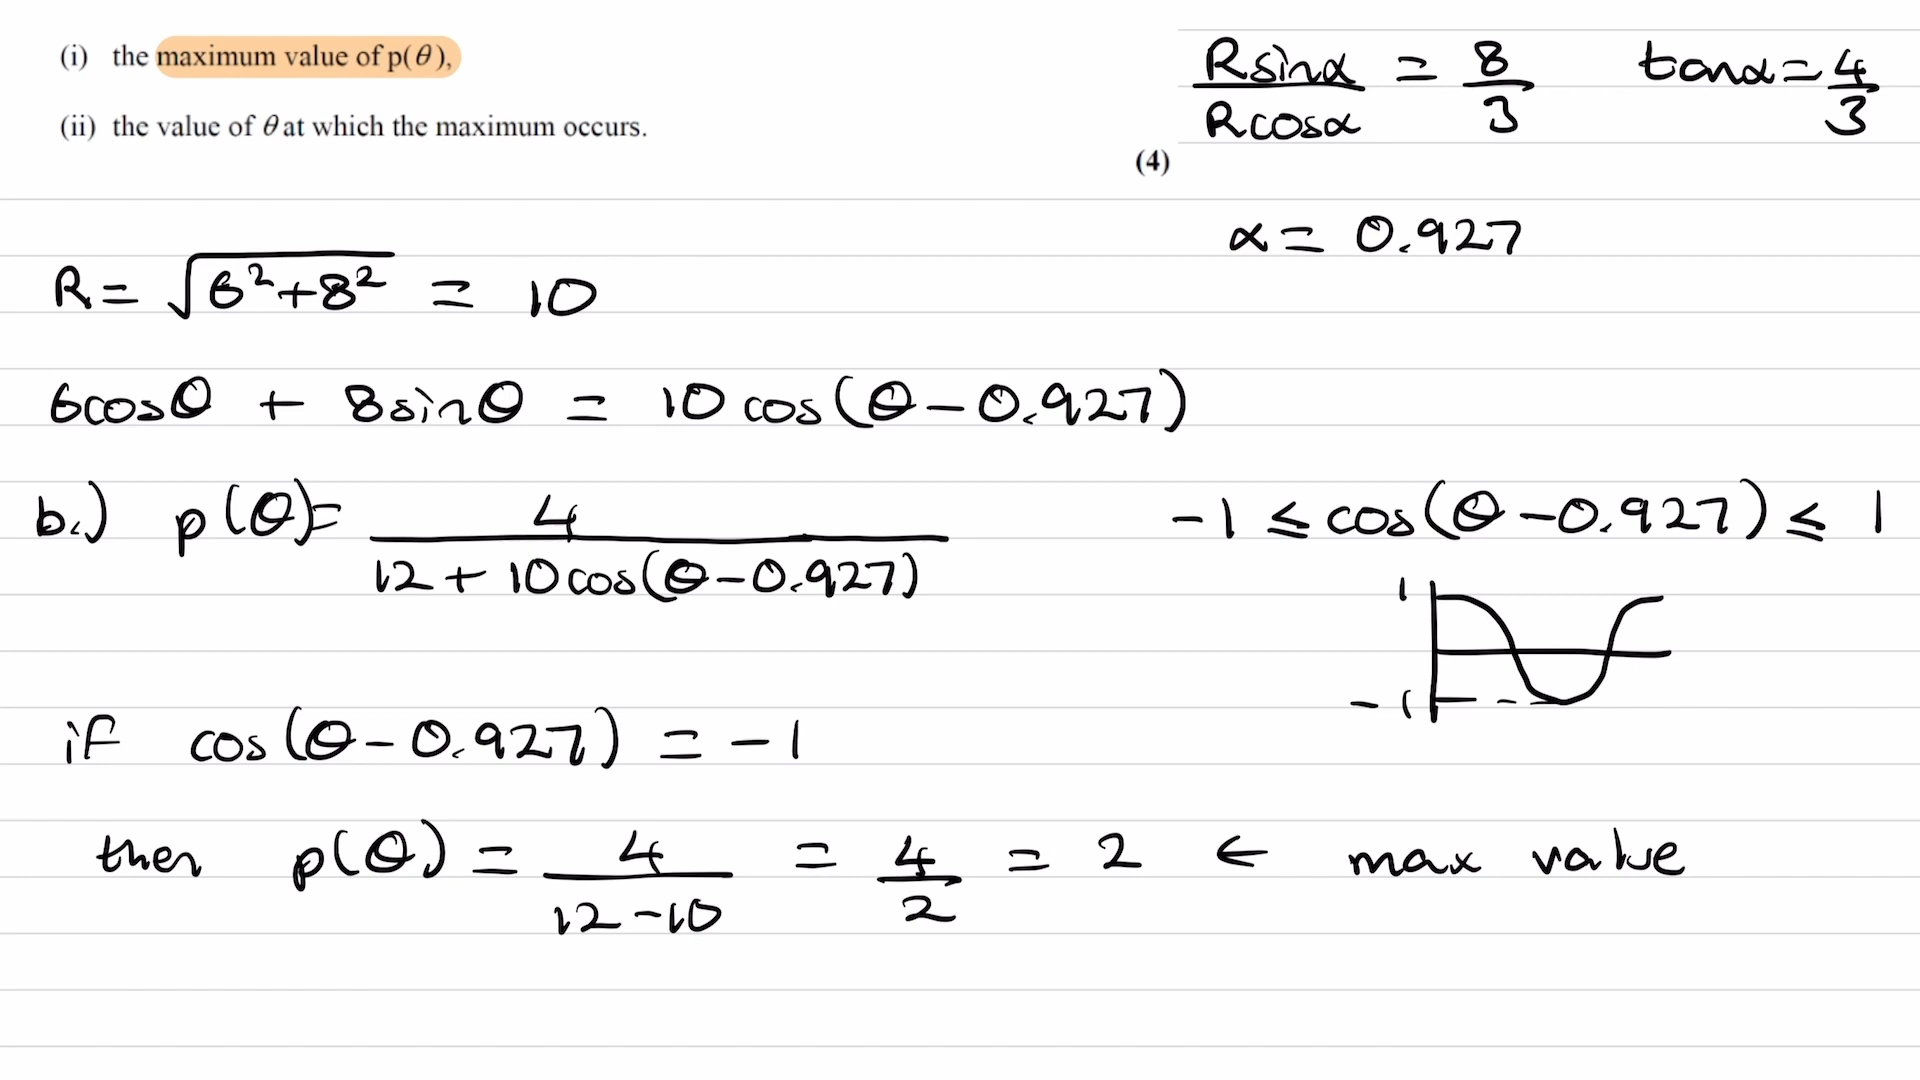 (i) the maximum value of p(θ),
(ii) the value of θ at which the maximum occurs.
(4)
Rsinα/Rcosα = 8/3 tanα = 4/3
α = 0.927
R = √(6²+8²) = 10
6cosθ + 8sinθ = 10 cos(θ − 0.927)
b.) p(θ) = 4/(12 + 10cos(θ − 0.927)) −1 ≤ cos(θ − 0.927) ≤ 1
1
−1
if cos(θ − 0.927) = −1
then p(θ) = 4/(12 − 10) = 4/2 = 2 ← max value